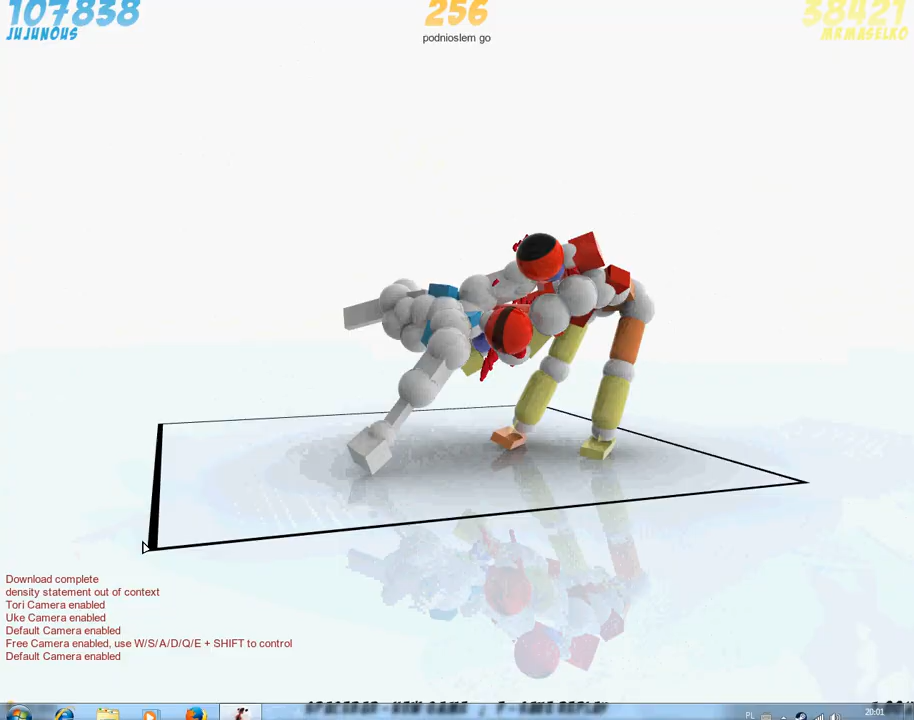 107838
JUJUNOUS
256
podnioslem go
38421
MRMASELKO
Download complete
density statement out of context
Tori Camera enabled
Uke Camera enabled
Default Camera enabled
Free Camera enabled, use W/S/A/D/Q/E + SHIFT to control
Default Camera enabled
PL
20:01